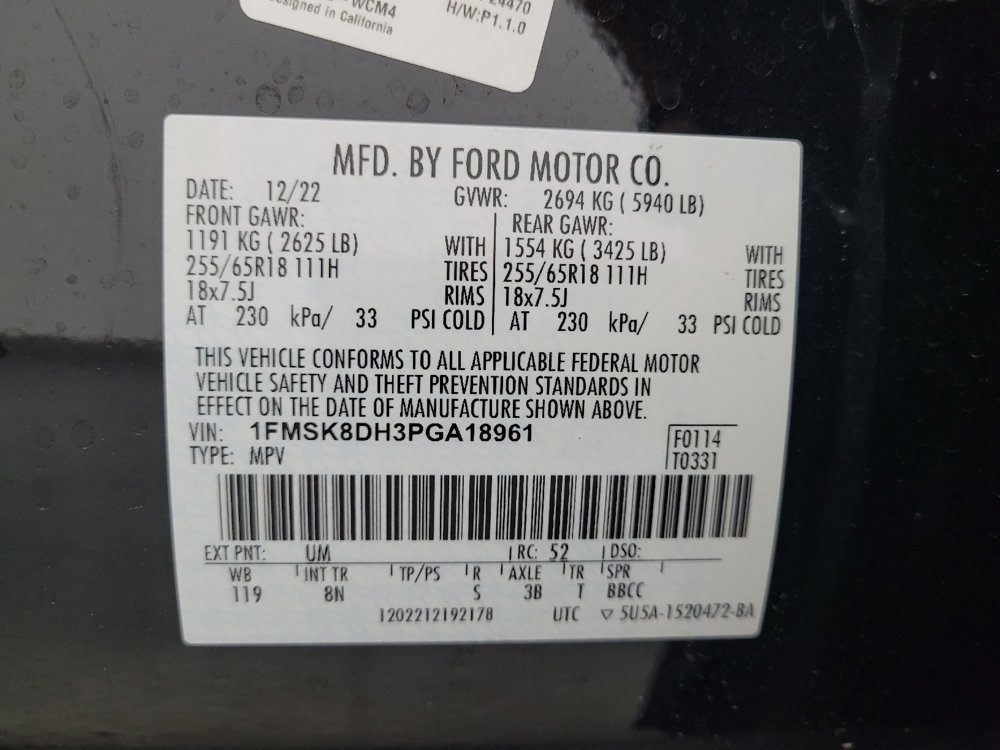 WCM4
Designed in California
24470
H/W:P1.1.0
MFD. BY FORD MOTOR CO.
DATE: 12/22 GVWR: 2694 KG ( 5940 LB)
FRONT GAWR: REAR GAWR:
1191 KG ( 2625 LB) WITH 1554 KG ( 3425 LB) WITH
255/65R18 111H TIRES 255/65R18 111H TIRES
18x7.5J RIMS 18x7.5J RIMS
AT 230 kPa/ 33 PSI COLD AT 230 kPa/ 33 PSI COLD
THIS VEHICLE CONFORMS TO ALL APPLICABLE FEDERAL MOTOR
VEHICLE SAFETY AND THEFT PREVENTION STANDARDS IN
EFFECT ON THE DATE OF MANUFACTURE SHOWN ABOVE.
VIN: 1FMSK8DH3PGA18961 F0114
TYPE: MPV T0331
EXT PNT: UM RC: 52 DSO:
WB INT TR TP/PS R AXLE TR SPR
119 8N S 3B T BBCC
1202212192178 UTC ▽ 5U5A-1520472-BA